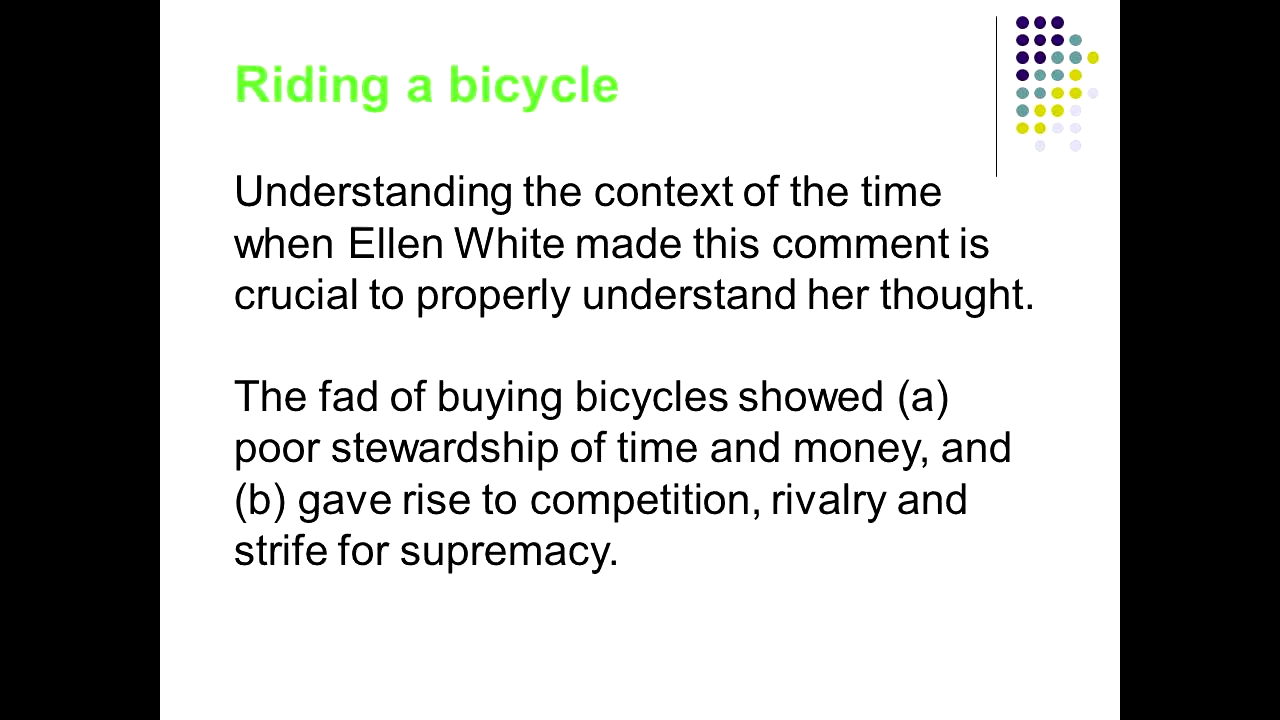 Riding a bicycle
Understanding the context of the time
when Ellen White made this comment is
crucial to properly understand her thought.
The fad of buying bicycles showed (a)
poor stewardship of time and money, and
(b) gave rise to competition, rivalry and
strife for supremacy.